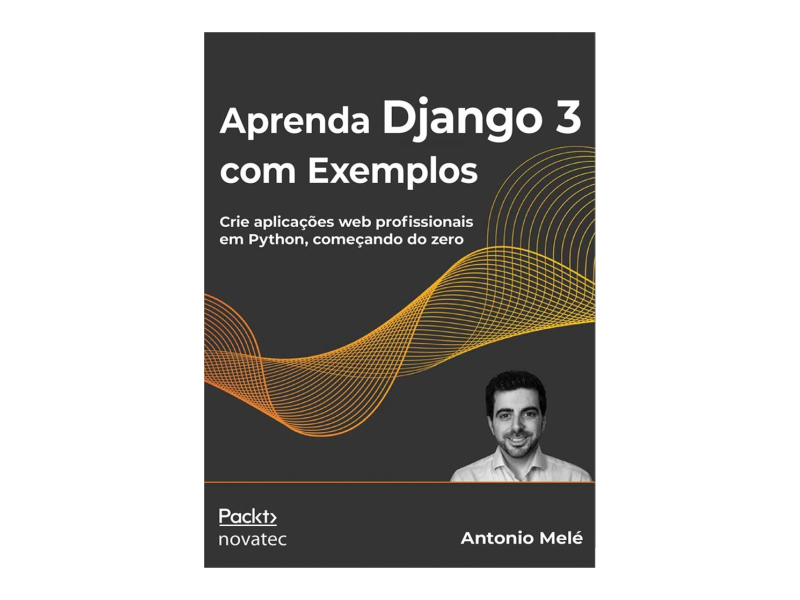 Aprenda Django 3
com Exemplos
Crie aplicações web profissionais
em Python, começando do zero
Packt>
novatec
Antonio Melé